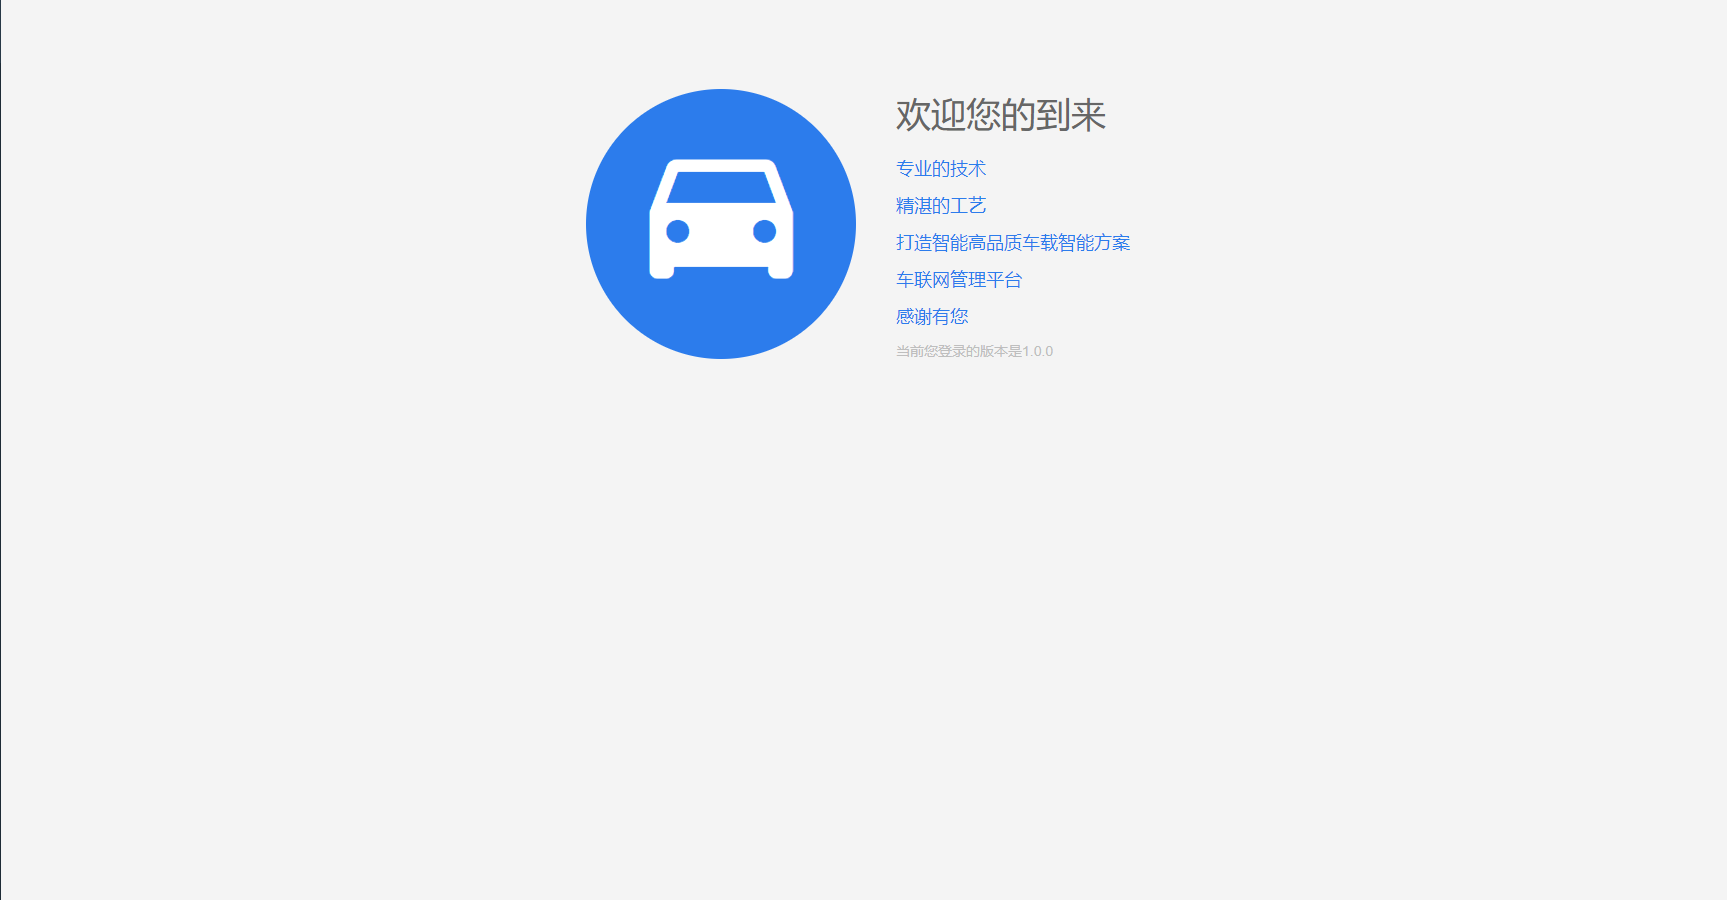 欢迎您的到来
专业的技术
精湛的工艺
打造智能高品质车载智能方案
车联网管理平台
感谢有您
当前您登录的版本是1.0.0